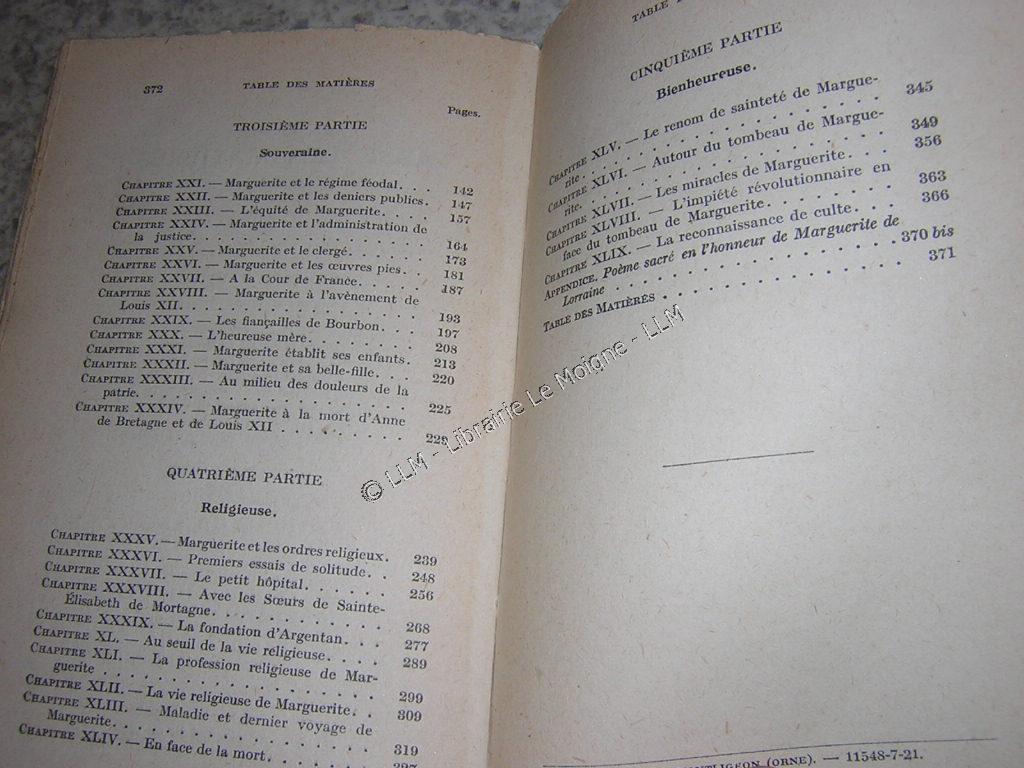 372 TABLE DES MATIÈRES
Pages.
TROISIÈME PARTIE
Souveraine.
CHAPITRE XXI. — Marguerite et le régime féodal. . . . 142
CHAPITRE XXII. — Marguerite et les deniers publics. . 147
CHAPITRE XXIII. — L'équité de Marguerite. . . . . 157
CHAPITRE XXIV. — Marguerite et l'administration de
la justice. . . . . . . . . . . . . . . . . . 164
CHAPITRE XXV. — Marguerite et le clergé. . . . . . 173
CHAPITRE XXVI. — Marguerite et les œuvres pies. . . 181
CHAPITRE XXVII. — A la Cour de France. . . . . . 187
CHAPITRE XXVIII. — Marguerite à l'avènement de
Louis XII. . . . . . . . . . . . . . . . . . 193
CHAPITRE XXIX. — Les fiançailles de Bourbon. . . . 197
CHAPITRE XXX. — L'heureuse mère. . . . . . . . 208
CHAPITRE XXXI. — Marguerite établit ses enfants. . . 213
CHAPITRE XXXII. — Marguerite et sa belle-fille. . . . 220
CHAPITRE XXXIII. — Au milieu des douleurs de la
patrie. . . . . . . . . . . . . . . . . . . 225
CHAPITRE XXXIV. — Marguerite à la mort d'Anne
de Bretagne et de Louis XII . . . . . . . . . 229
QUATRIÈME PARTIE
Religieuse.
CHAPITRE XXXV. — Marguerite et les ordres religieux. 239
CHAPITRE XXXVI. — Premiers essais de solitude. . . 248
CHAPITRE XXXVII. — Le petit hôpital. . . . . . . 256
CHAPITRE XXXVIII. — Avec les Sœurs de Sainte-
Élisabeth de Mortagne. . . . . . . . . . . . . 268
CHAPITRE XXXIX. — La fondation d'Argentan. . . . 277
CHAPITRE XL. — Au seuil de la vie religieuse. . . . . 289
CHAPITRE XLI. — La profession religieuse de Mar-
guerite . . . . . . . . . . . . . . . . . . 299
CHAPITRE XLII. — La vie religieuse de Marguerite. . . 309
CHAPITRE XLIII. — Maladie et dernier voyage de
Marguerite. . . . . . . . . . . . . . . . . . 319
CHAPITRE XLIV. — En face de la mort. . . . . . .
TABLE
CINQUIÈME PARTIE
Bienheureuse.
CHAPITRE XLV. — Le renom de sainteté de Margue-
rite. . . . . . . . . . . . . . . . . . . . 345
CHAPITRE XLVI. — Autour du tombeau de Margue-
rite. . . . . . . . . . . . . . . . . . . . 349
CHAPITRE XLVII. — Les miracles de Marguerite. . . 356
CHAPITRE XLVIII. — L'impiété révolutionnaire en
face du tombeau de Marguerite. . . . . . . . . 363
CHAPITRE XLIX. — La reconnaissance de culte. . . . 366
APPENDICE. Poème sacré en l'honneur de Marguerite de
Lorraine . . . . . . . . . . . . . . . . . 370 bis
TABLE DES MATIÈRES . . . . . . . . . . . . . 371
(ORNE). — 11548-7-21.
© LLM - Librairie Le Moigne - LLM